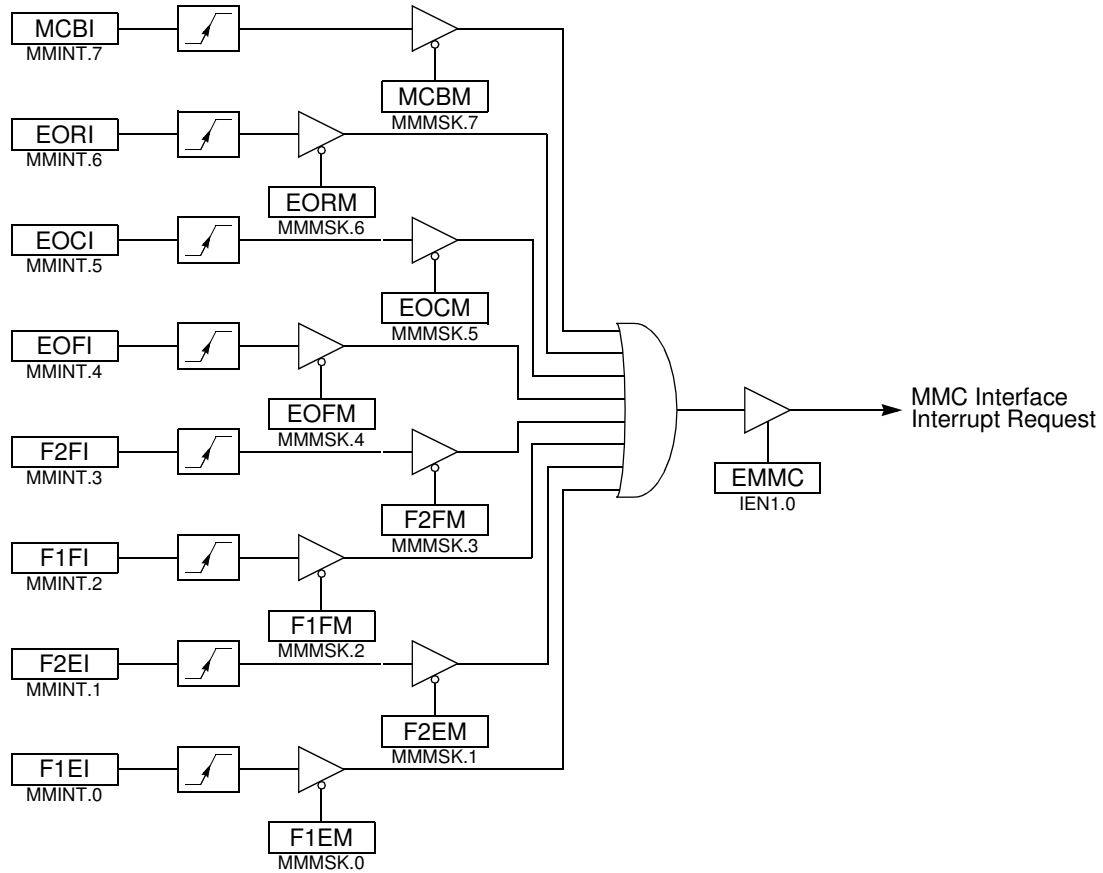 MCBI
MMINT.7
MCBM
MMMSK.7
EORI
MMINT.6
EORM
MMMSK.6
EOCI
MMINT.5
EOCM
MMMSK.5
EOFI
MMINT.4
EOFM
MMMSK.4
MMC Interface
Interrupt Request
EMMC
IEN1.0
F2FI
MMINT.3
F2FM
MMMSK.3
F1FI
MMINT.2
F1FM
MMMSK.2
F2EI
MMINT.1
F2EM
MMMSK.1
F1EI
MMINT.0
F1EM
MMMSK.0